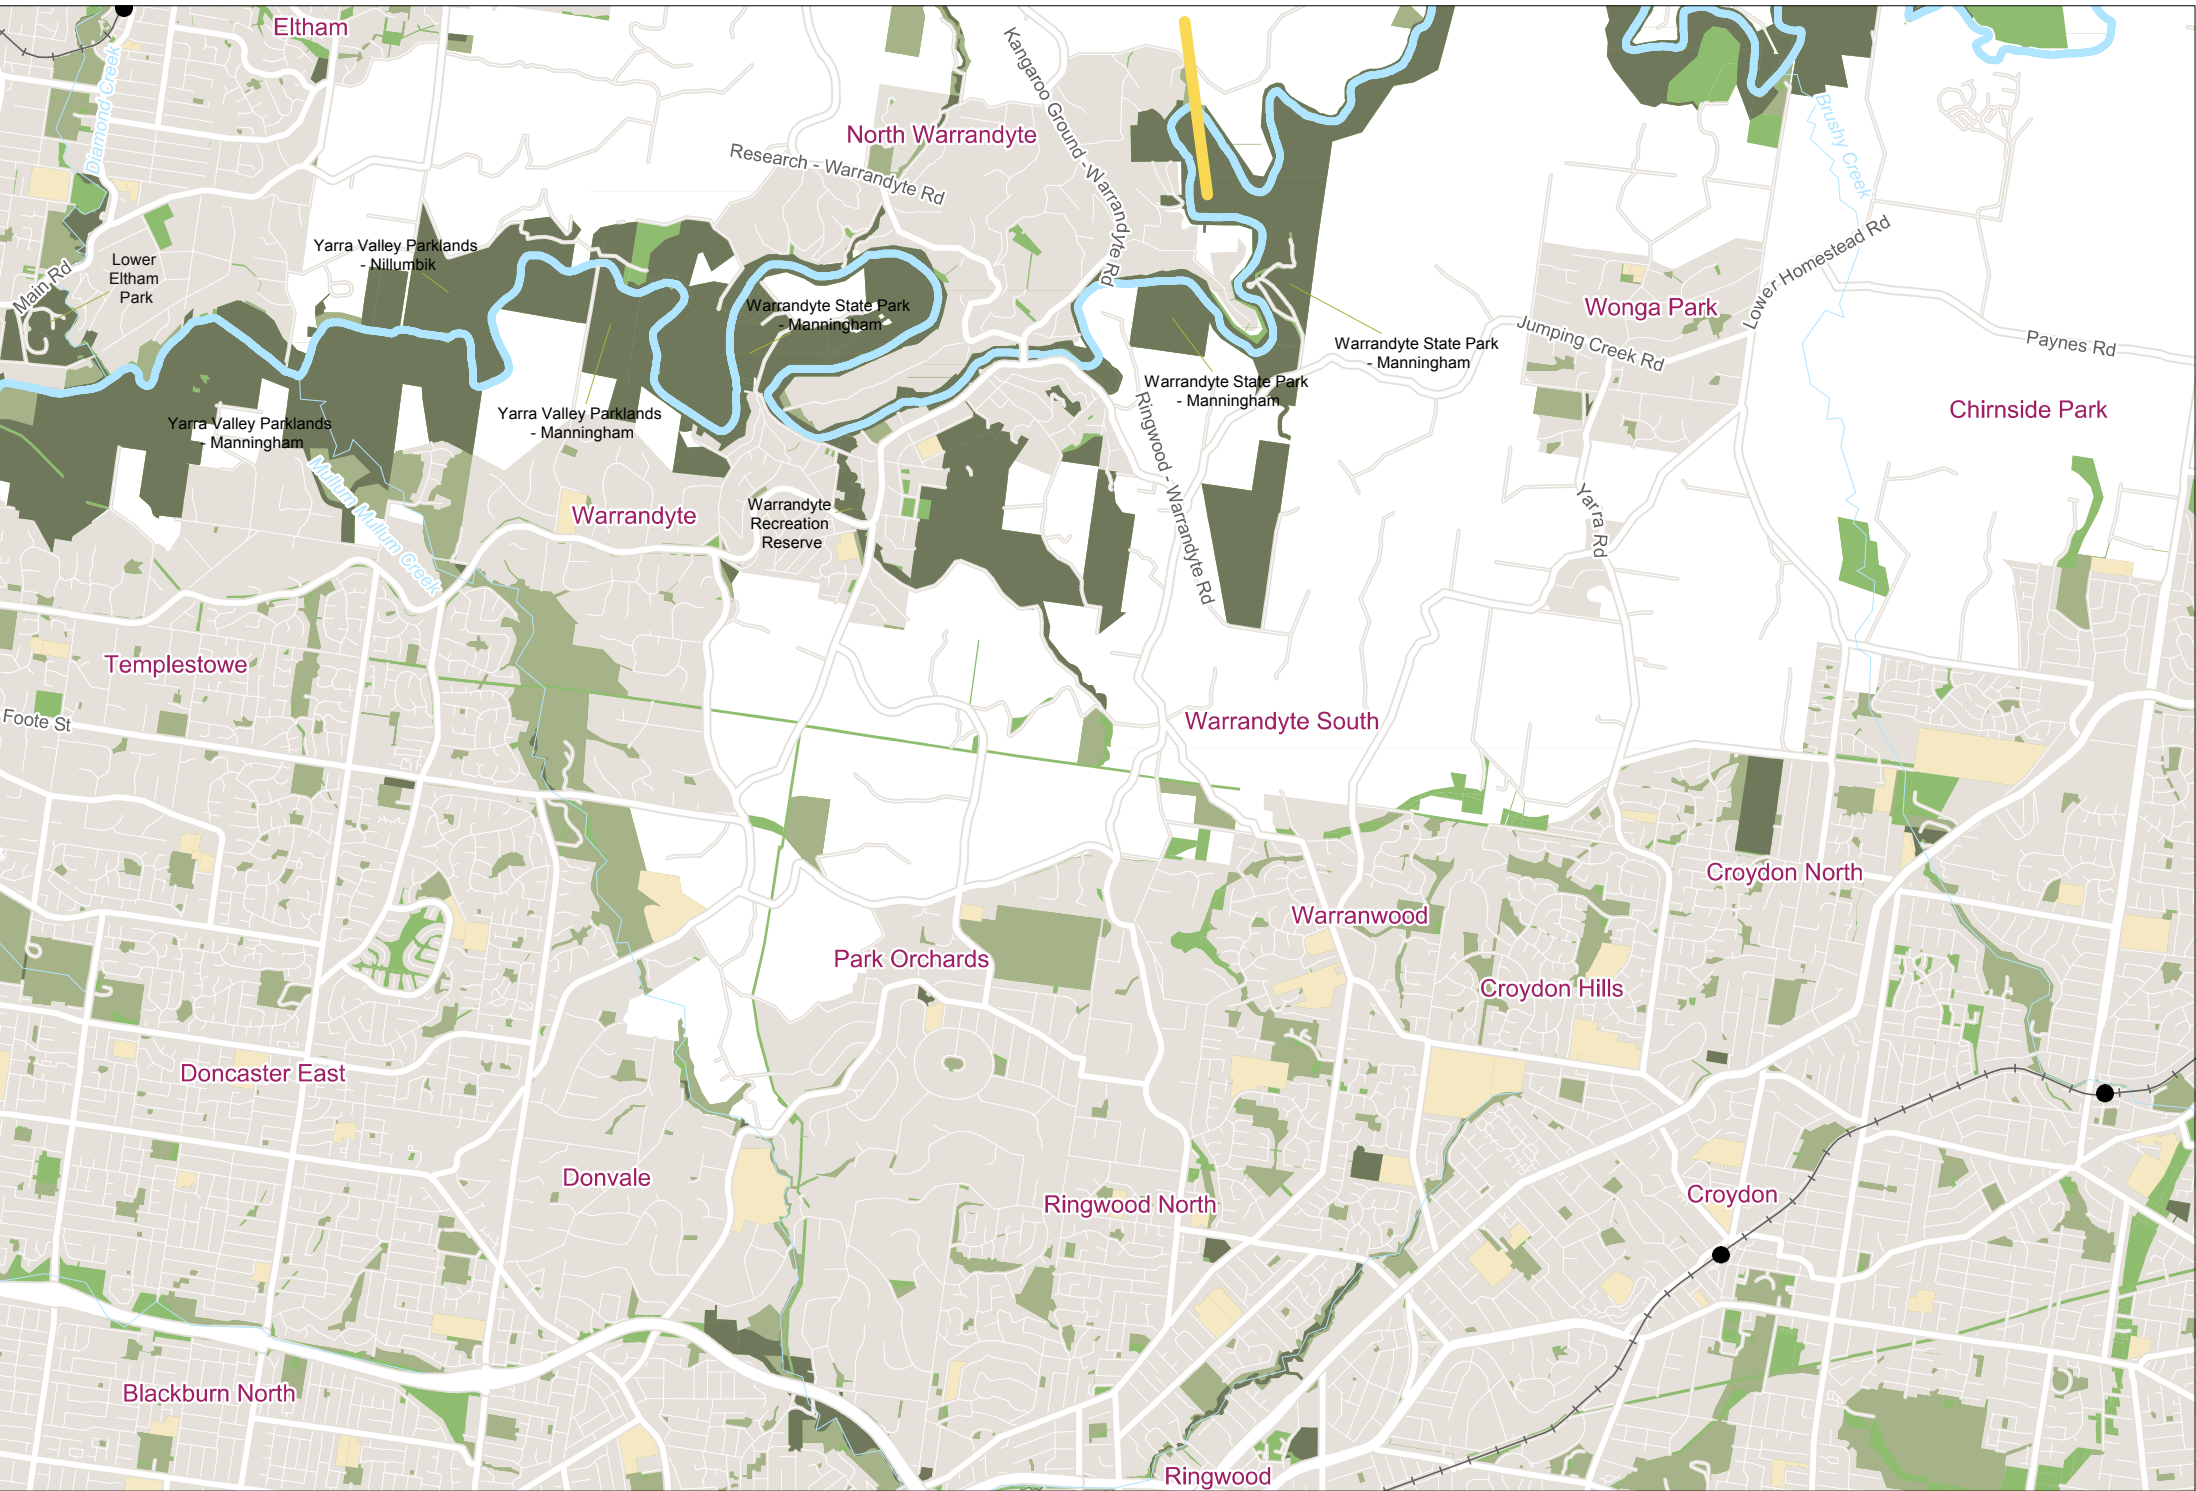 Eltham
Diamond Creek
Kangaroo Ground -Warrandyte Rd
North Warrandyte
Research - Warrandyte Rd
Brushy Creek
Lower Homestead Rd
Yarra Valley Parklands
- Nillumbik
Lower
Eltham
Park
Main Rd
Warrandyte State Park
- Manningham
Wonga Park
Jumping Creek Rd
Paynes Rd
Warrandyte State Park
- Manningham
Warrandyte State Park
- Manningham
Chirnside Park
Yarra Valley Parklands
- Manningham
Yarra Valley Parklands
- Manningham
Ringwood - Warrandyte Rd
Mullum Mullum Creek
Warrandyte
Warrandyte
Recreation
Reserve
Yarra Rd
Templestowe
Foote St
Warrandyte South
Croydon North
Warranwood
Park Orchards
Croydon Hills
Doncaster East
Donvale
Ringwood North
Croydon
Blackburn North
Ringwood